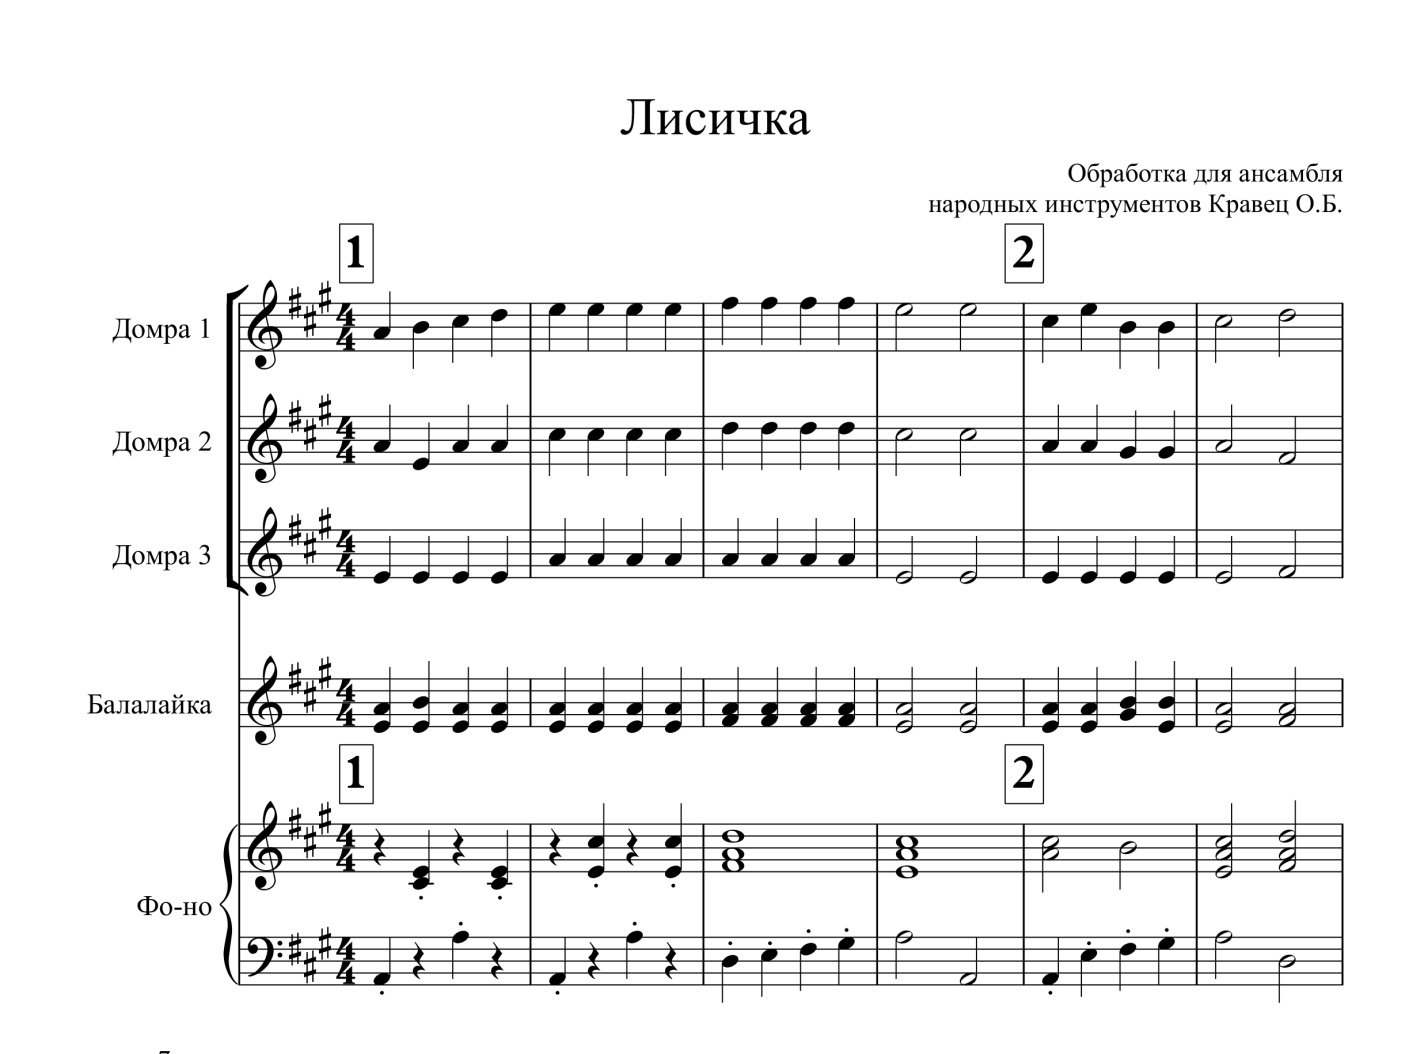 Лисичка
Обработка для ансамбля
народных инструментов Кравец О.Б.
1
2
Домра 1
Домра 2
Домра 3
Балалайка
1
2
Фо-но